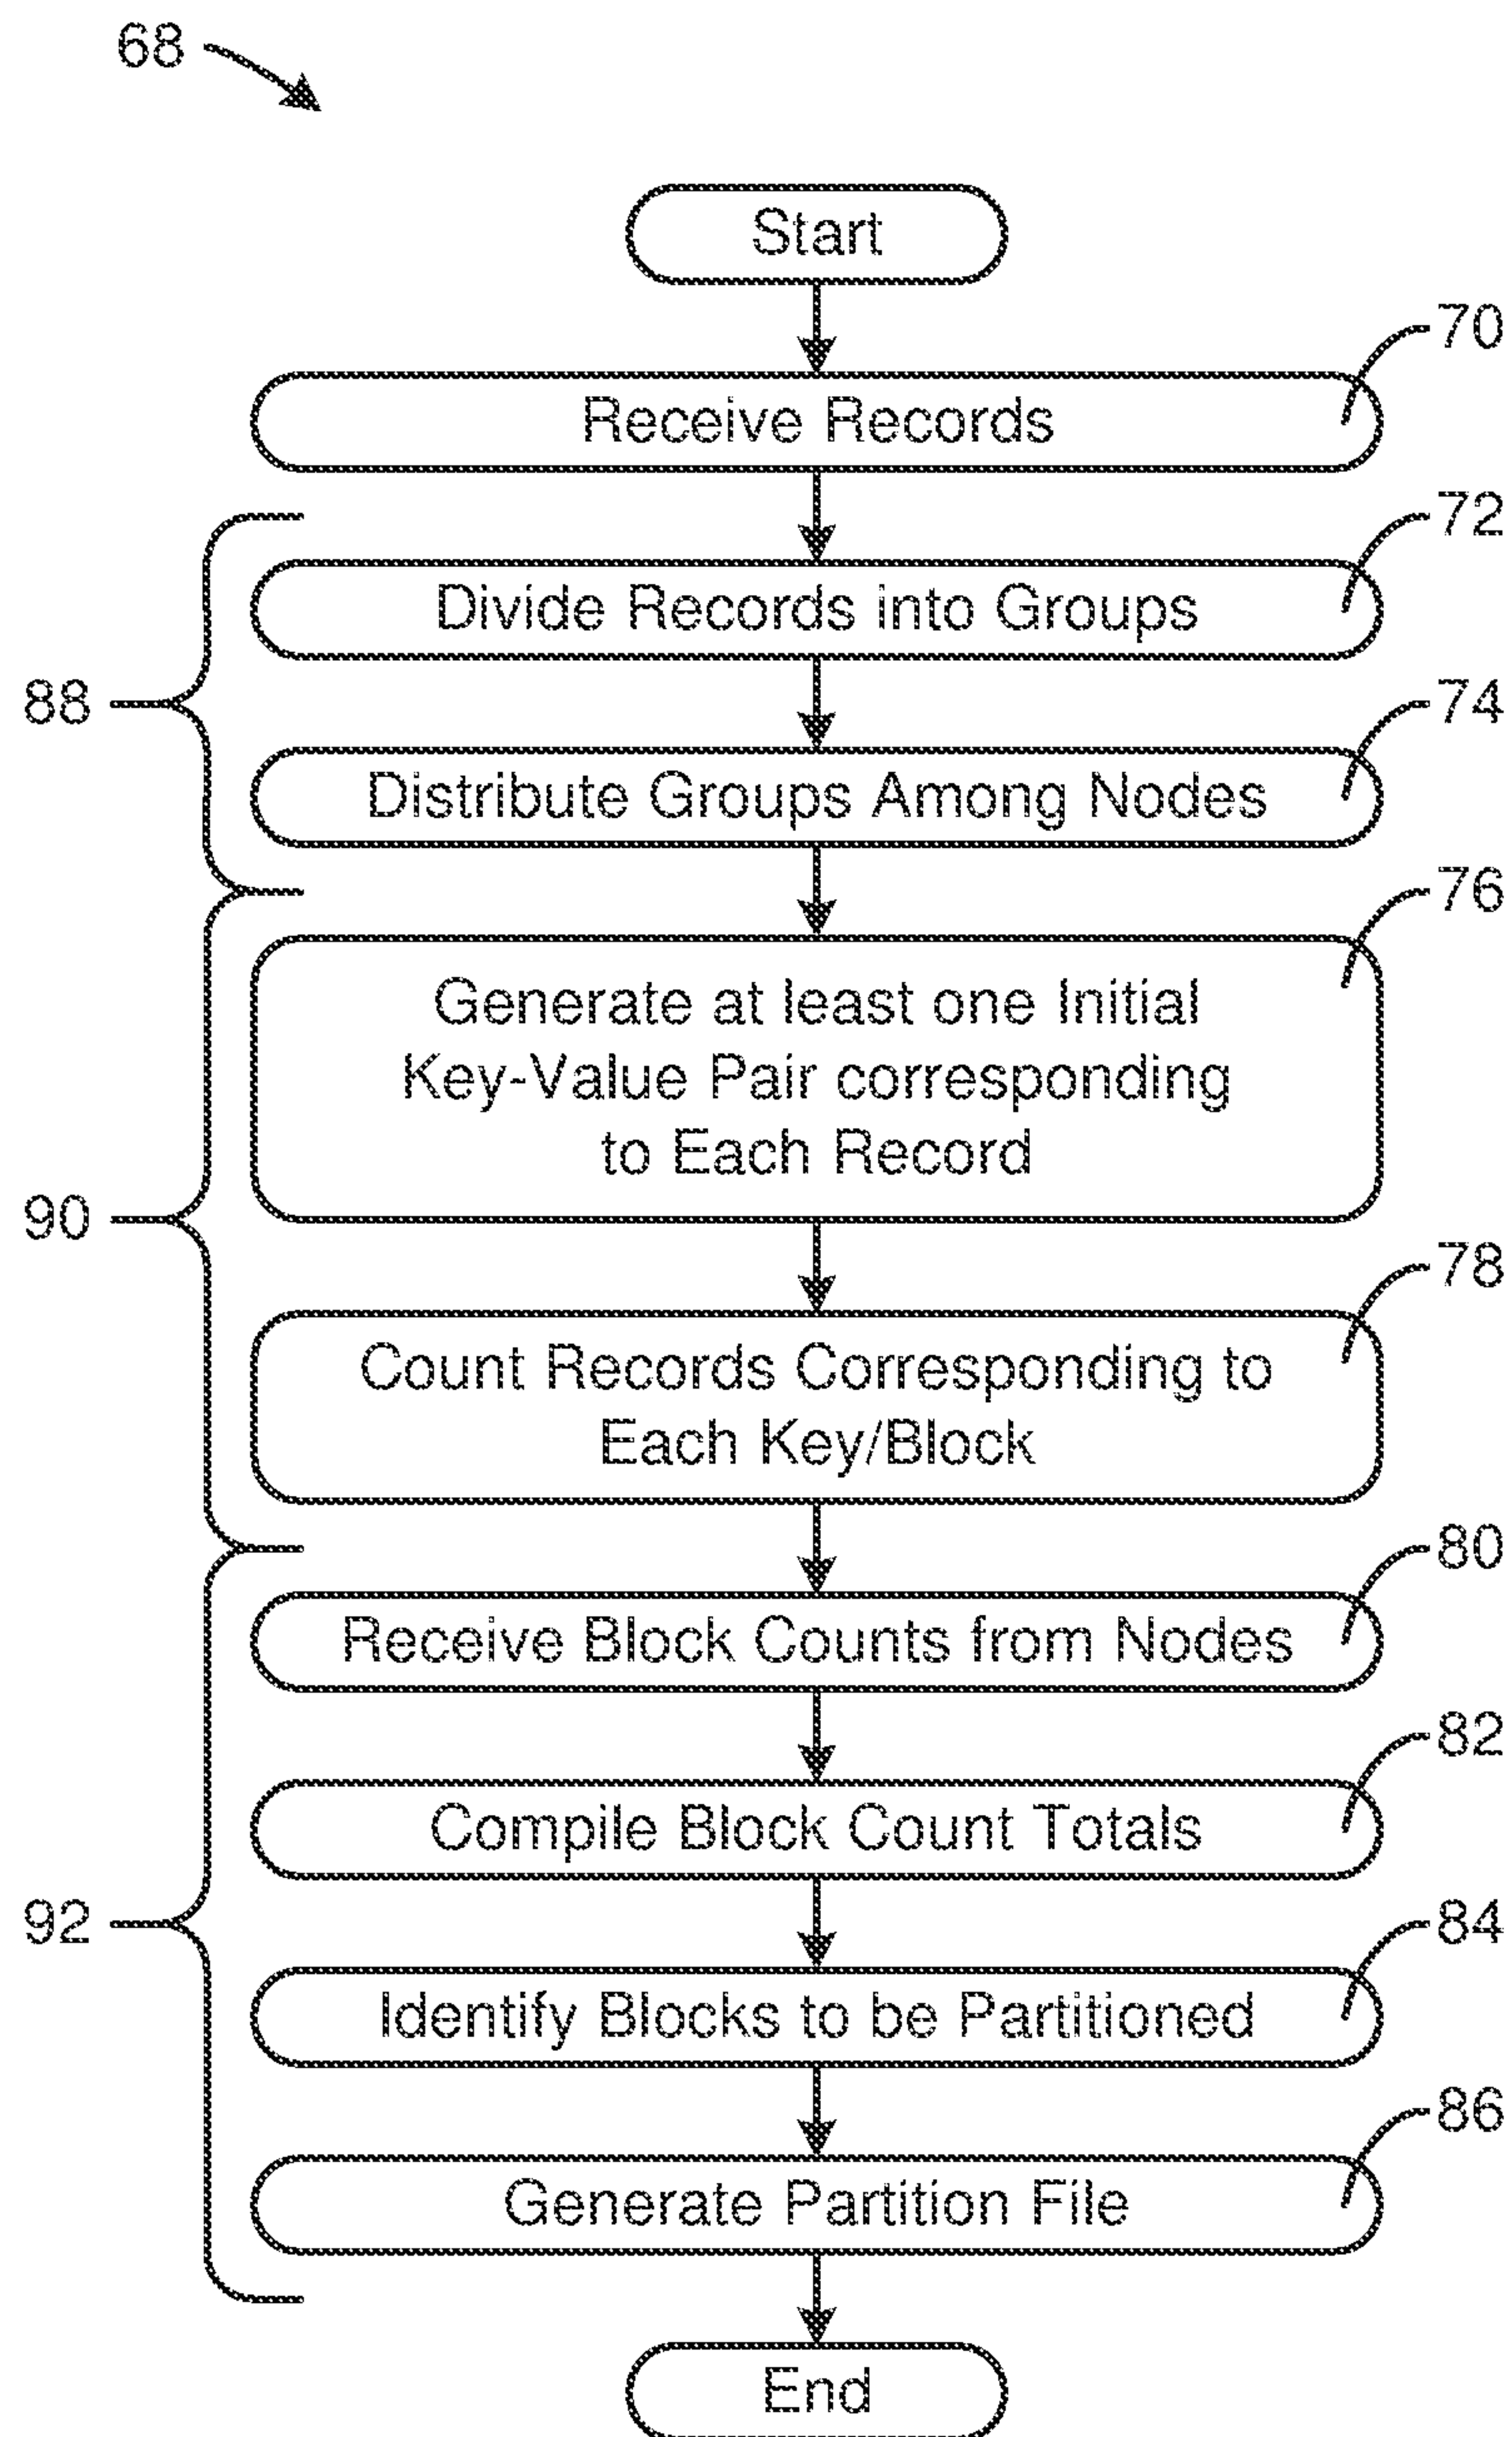 68
Start
70
Receive Records
72
Divide Records into Groups
88
74
Distribute Groups Among Nodes
76
Generate at least one Initial
Key-Value Pair corresponding
to Each Record
90
78
Count Records Corresponding to
Each Key/Block
80
Receive Block Counts from Nodes
82
Compile Block Count Totals
92
84
Identify Blocks to be Partitioned
86
Generate Partition File
End